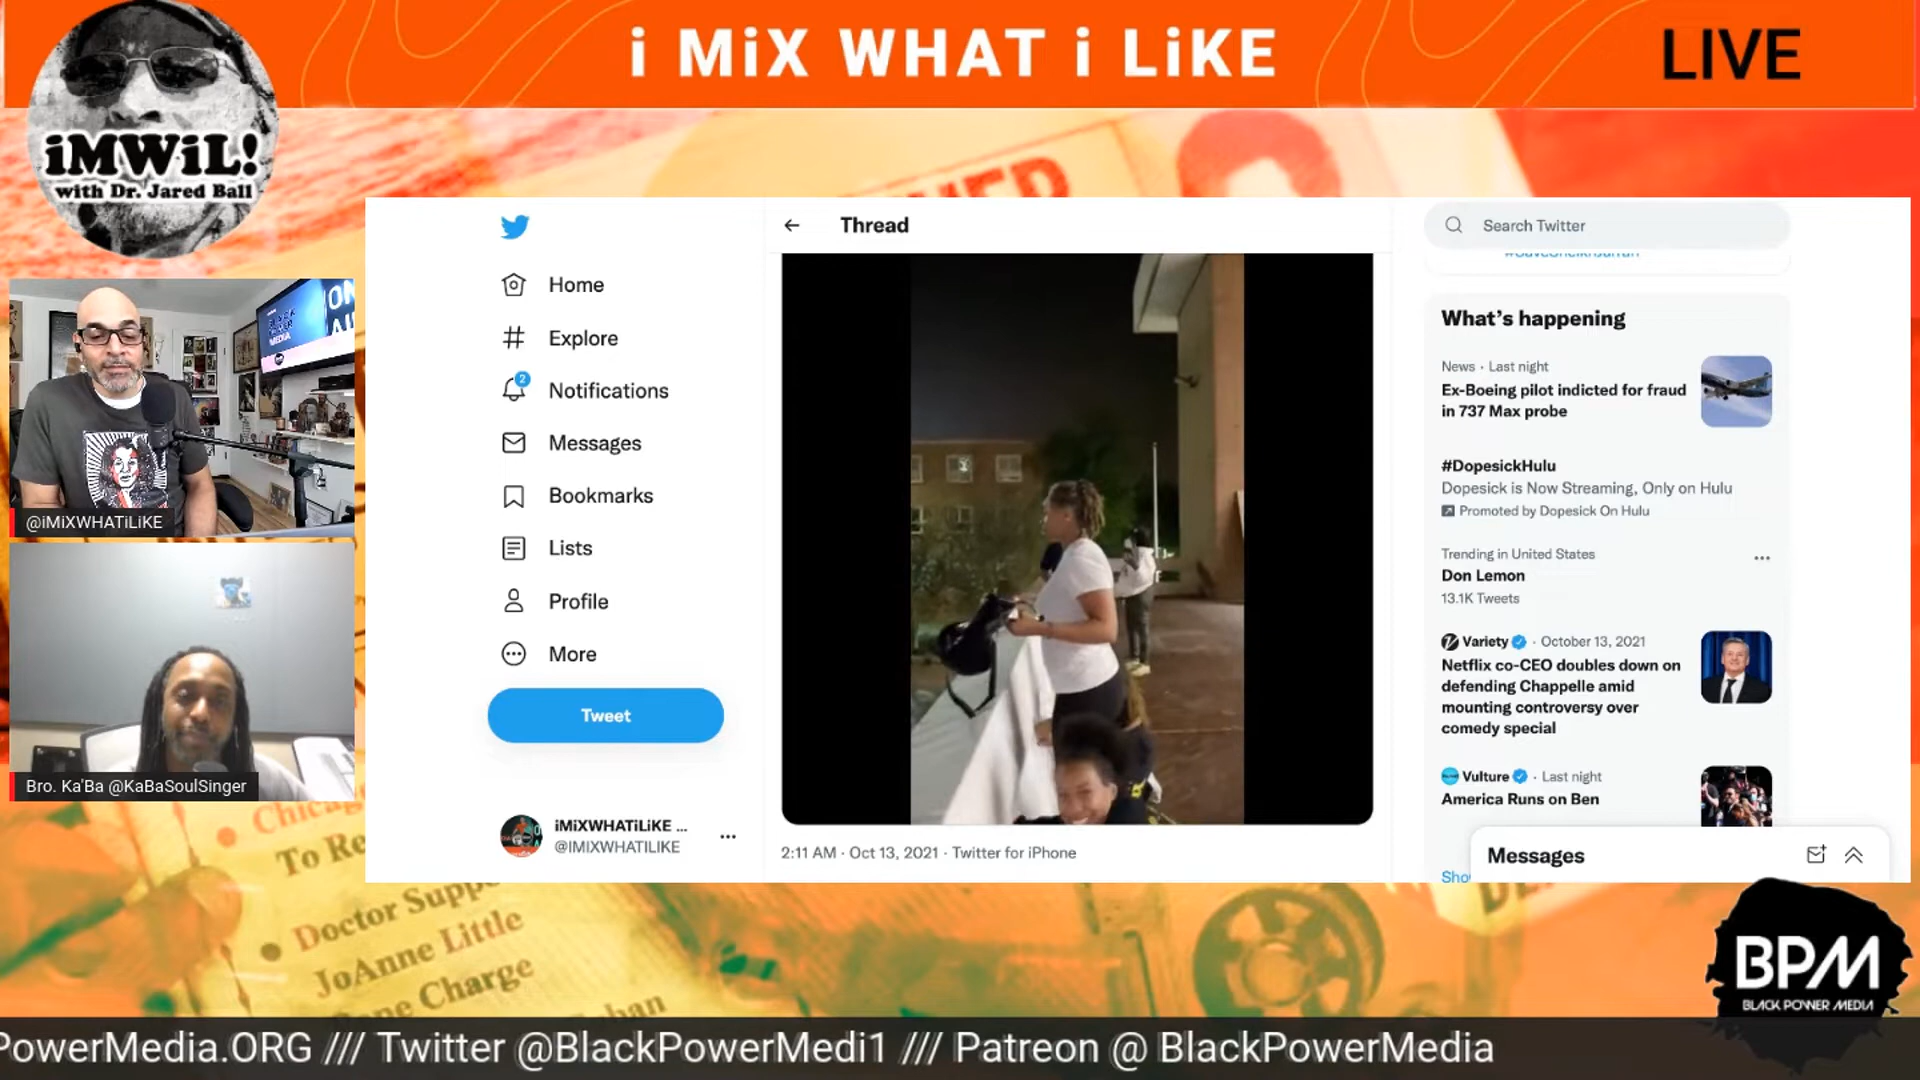 i MiX WHAT i LiKE
LIVE
iMWiL!
with Dr. Jared Ball
Thread
Search Twitter
Home
Explore
2
Notifications
Messages
Bookmarks
Lists
Profile
More
Tweet
iMiXWHATiLiKE ...
@IMIXWHATILIKE
2:11 AM · Oct 13, 2021 · Twitter for iPhone
What's happening
News · Last night
Ex-Boeing pilot indicted for fraud
in 737 Max probe
#DopesickHulu
Dopesick is Now Streaming, Only on Hulu
Promoted by Dopesick On Hulu
Trending in United States
Don Lemon
13.1K Tweets
Variety · October 13, 2021
Netflix co-CEO doubles down on
defending Chappelle amid
mounting controversy over
comedy special
Vulture · Last night
America Runs on Ben
Messages
@iMiXWHATiLiKE
Bro. Ka'Ba @KaBaSoulSinger
To Re
Doctor Supp
JoAnne Little
Charge
BPM
BLACK POWER MEDIA
PowerMedia.ORG /// Twitter @BlackPowerMedi1 /// Patreon @ BlackPowerMedia